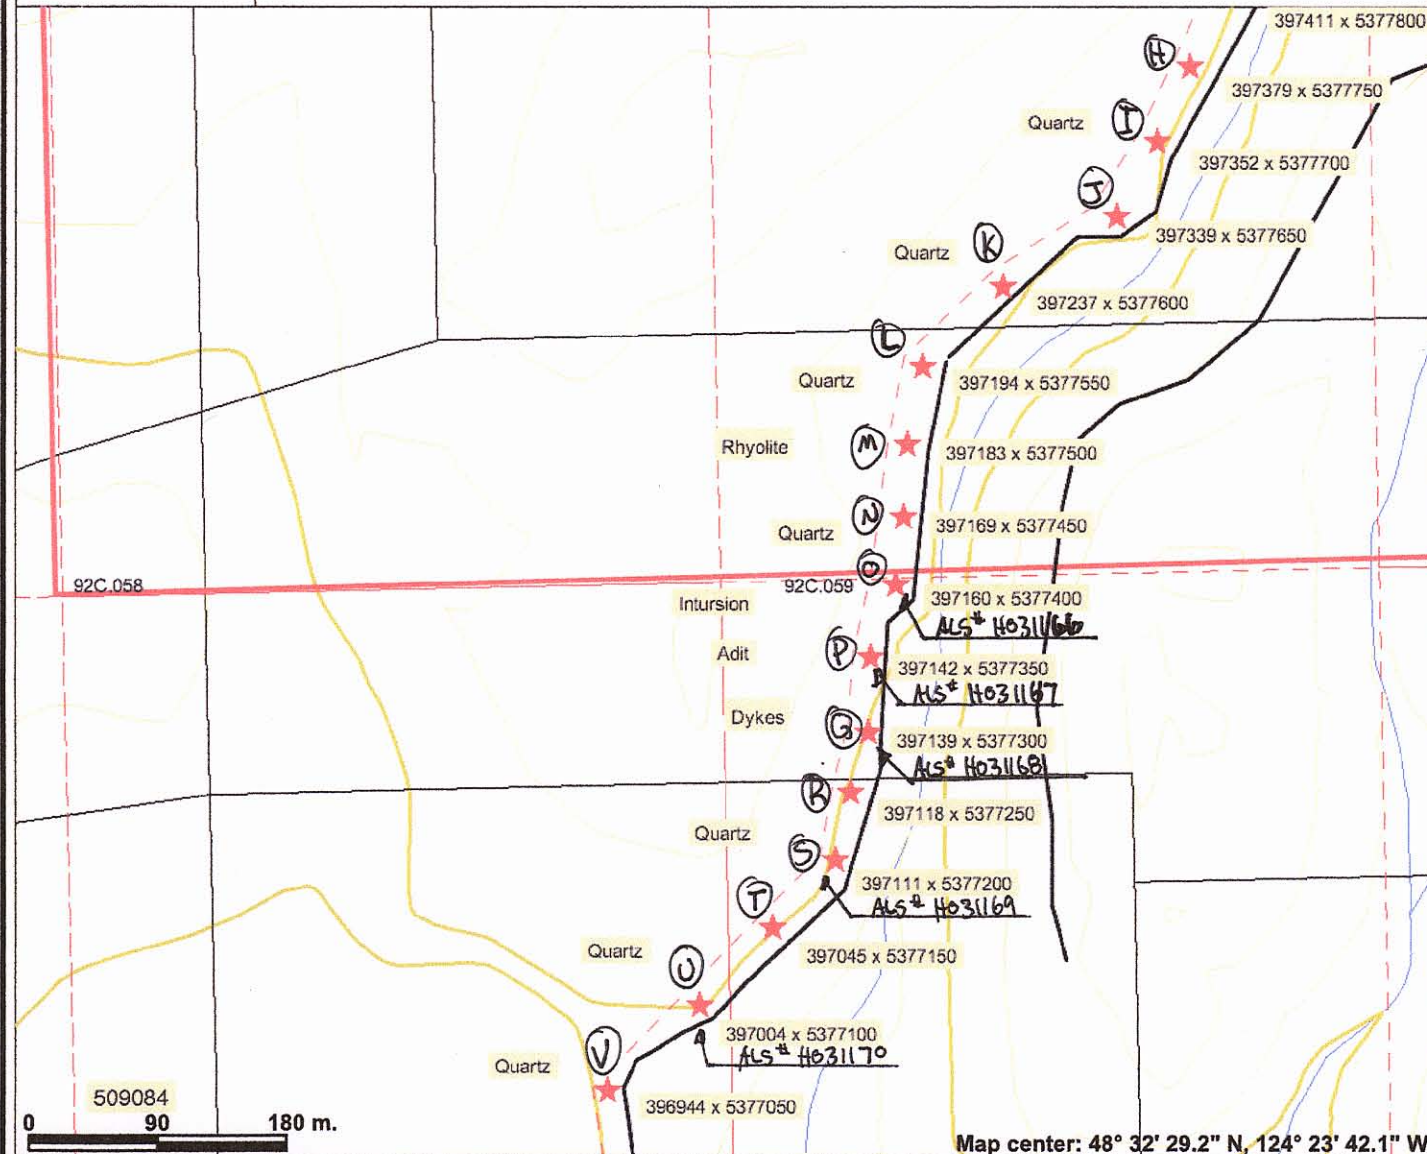 397411 x 5377800
H
397379 x 5377750
I
Quartz
397352 x 5377700
J
397339 x 5377650
K
Quartz
397237 x 5377600
L
Quartz
397194 x 5377550
M
Rhyolite
397183 x 5377500
N
Quartz
397169 x 5377450
O
92C.058
92C.059
Intursion
397160 x 5377400
ALS# H031166
P
Adit
397142 x 5377350
ALS# H031167
Q
Dykes
397139 x 5377300
ALS# H031168
R
397118 x 5377250
Quartz
S
397111 x 5377200
ALS# H031169
T
Quartz
397045 x 5377150
U
397004 x 5377100
ALS# H031170
V
Quartz
396944 x 5377050
509084
0 90 180 m.
Map center: 48° 32' 29.2" N, 124° 23' 42.1" W